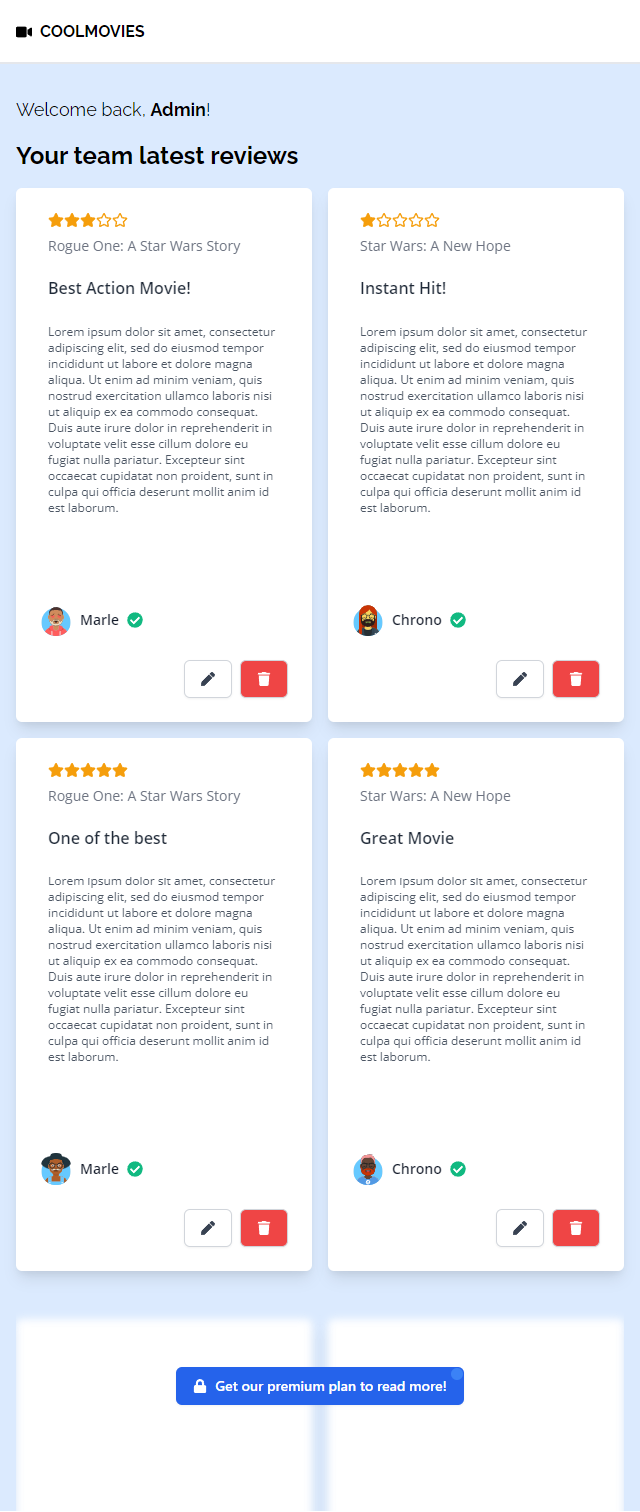 COOLMOVIES
Welcome back, Admin!
Your team latest reviews
Rogue One: A Star Wars Story
Best Action Movie!
Lorem ipsum dolor sit amet, consectetur
adipiscing elit, sed do eiusmod tempor
incididunt ut labore et dolore magna
aliqua. Ut enim ad minim veniam, quis
nostrud exercitation ullamco laboris nisi
ut aliquip ex ea commodo consequat.
Duis aute irure dolor in reprehenderit in
voluptate velit esse cillum dolore eu
fugiat nulla pariatur. Excepteur sint
occaecat cupidatat non proident, sunt in
culpa qui officia deserunt mollit anim id
est laborum.
Marle
Star Wars: A New Hope
Instant Hit!
Lorem ipsum dolor sit amet, consectetur
adipiscing elit, sed do eiusmod tempor
incididunt ut labore et dolore magna
aliqua. Ut enim ad minim veniam, quis
nostrud exercitation ullamco laboris nisi
ut aliquip ex ea commodo consequat.
Duis aute irure dolor in reprehenderit in
voluptate velit esse cillum dolore eu
fugiat nulla pariatur. Excepteur sint
occaecat cupidatat non proident, sunt in
culpa qui officia deserunt mollit anim id
est laborum.
Chrono
Rogue One: A Star Wars Story
One of the best
Lorem ipsum dolor sit amet, consectetur
adipiscing elit, sed do eiusmod tempor
incididunt ut labore et dolore magna
aliqua. Ut enim ad minim veniam, quis
nostrud exercitation ullamco laboris nisi
ut aliquip ex ea commodo consequat.
Duis aute irure dolor in reprehenderit in
voluptate velit esse cillum dolore eu
fugiat nulla pariatur. Excepteur sint
occaecat cupidatat non proident, sunt in
culpa qui officia deserunt mollit anim id
est laborum.
Marle
Star Wars: A New Hope
Great Movie
Lorem ipsum dolor sit amet, consectetur
adipiscing elit, sed do eiusmod tempor
incididunt ut labore et dolore magna
aliqua. Ut enim ad minim veniam, quis
nostrud exercitation ullamco laboris nisi
ut aliquip ex ea commodo consequat.
Duis aute irure dolor in reprehenderit in
voluptate velit esse cillum dolore eu
fugiat nulla pariatur. Excepteur sint
occaecat cupidatat non proident, sunt in
culpa qui officia deserunt mollit anim id
est laborum.
Chrono
Get our premium plan to read more!